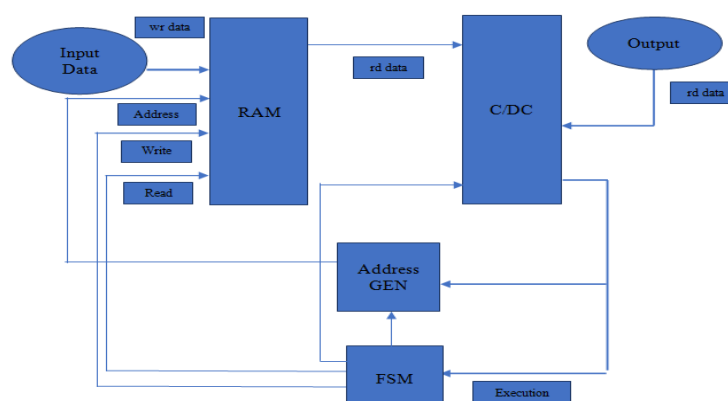 wr data
Input
Data
Output
rd data
rd data
Address
RAM
C/DC
Write
Read
Address
GEN
FSM
Execution